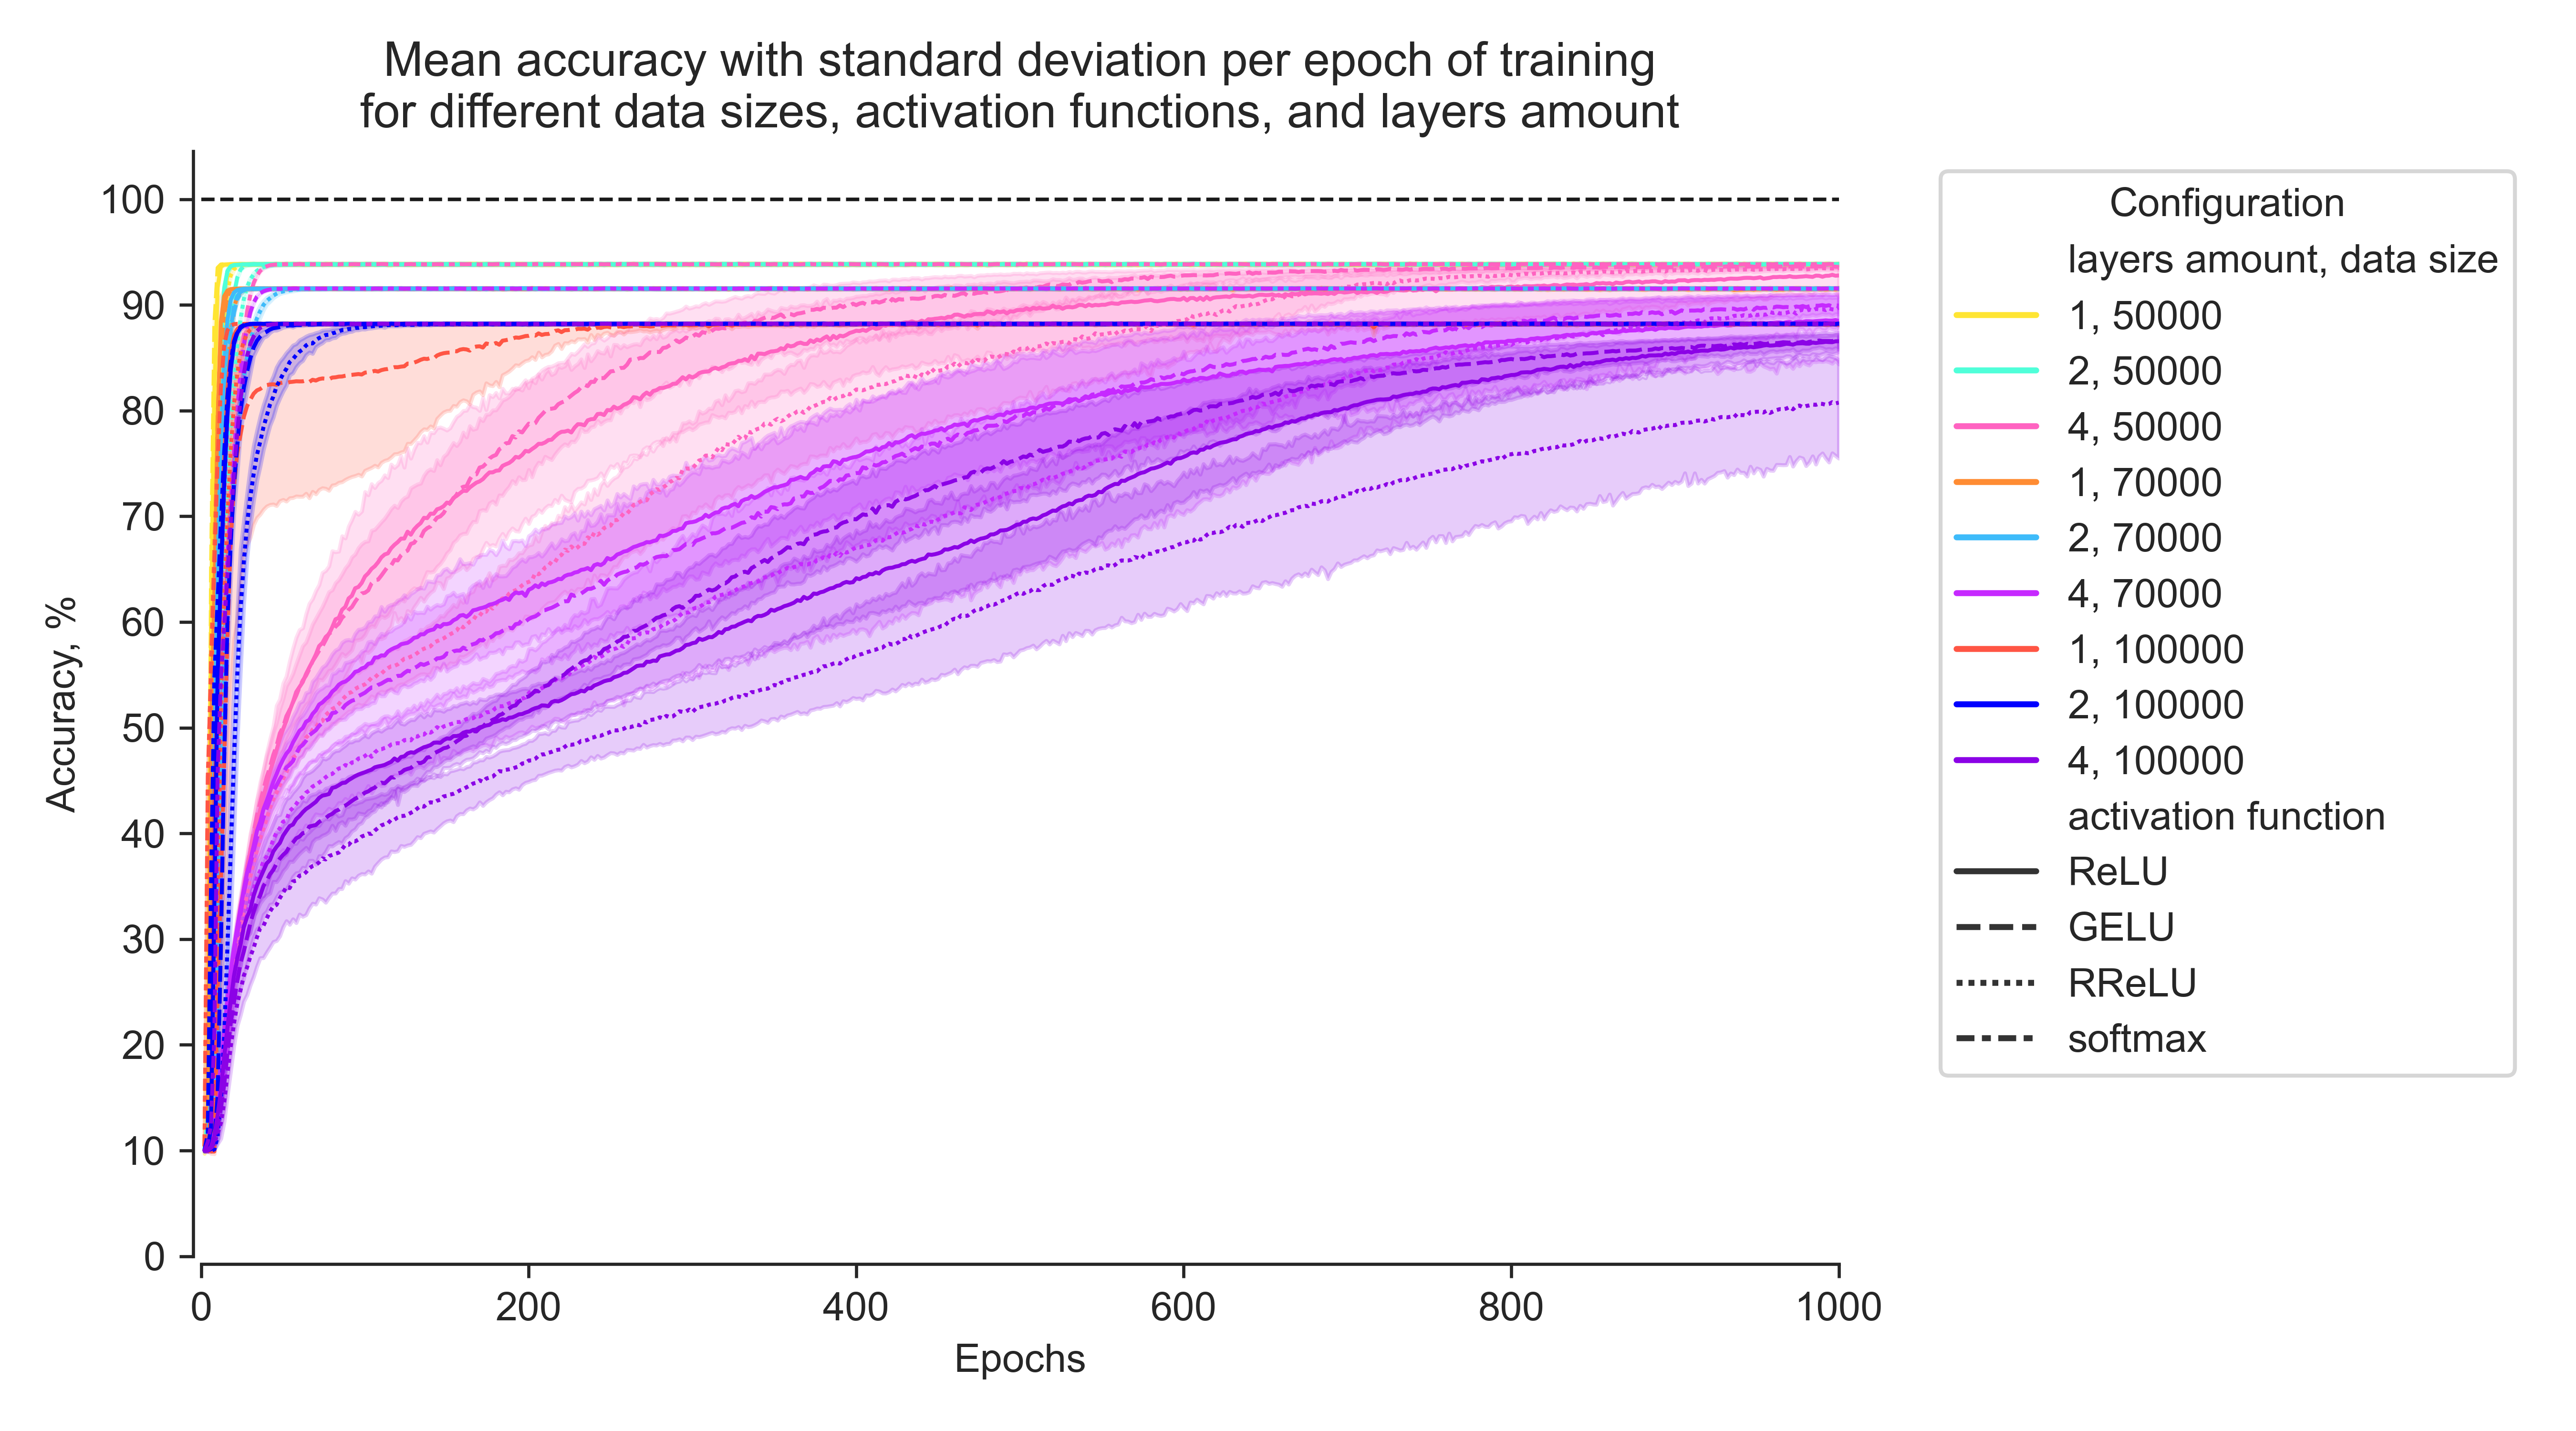 Mean accuracy with standard deviation per epoch of training
for different data sizes, activation functions, and layers amount
100
90
80
70
60
50
40
30
20
10
0
Accuracy, %
0 200 400 600 800 1000
Epochs
Configuration
layers amount, data size
1, 50000
2, 50000
4, 50000
1, 70000
2, 70000
4, 70000
1, 100000
2, 100000
4, 100000
activation function
ReLU
GELU
RReLU
softmax